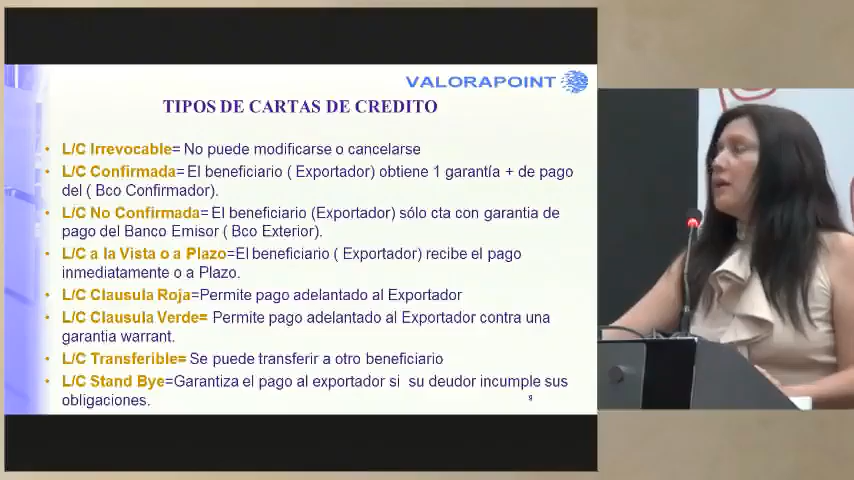 VALORAPOINT
TIPOS DE CARTAS DE CREDITO
• L/C Irrevocable= No puede modificarse o cancelarse
• L/C Confirmada= El beneficiario ( Exportador) obtiene 1 garantía + de pago
del ( Bco Confirmador).
• L/C No Confirmada= El beneficiario (Exportador) sólo cta con garantia de
pago del Banco Emisor ( Bco Exterior).
• L/C a la Vista o a Plazo=El beneficiario ( Exportador) recibe el pago
inmediatamente o a Plazo.
• L/C Clausula Roja=Permite pago adelantado al Exportador
• L/C Clausula Verde= Permite pago adelantado al Exportador contra una
garantia warrant.
• L/C Transferible= Se puede transferir a otro beneficiario
• L/C Stand Bye=Garantiza el pago al exportador si su deudor incumple sus
obligaciones.